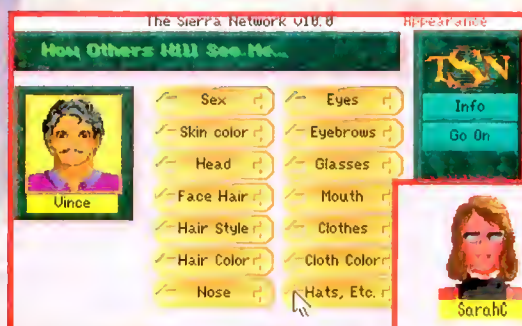 The Sierra Network V10.0
Appearance
How Others Will See Me...
TSN
Info
Go On
Vince
Sex
Skin color
Head
Face Hair
Hair Style
Hair Color
Nose
Eyes
Eyebrows
Glasses
Mouth
Clothes
Cloth Color
Hats, Etc.
SarahC